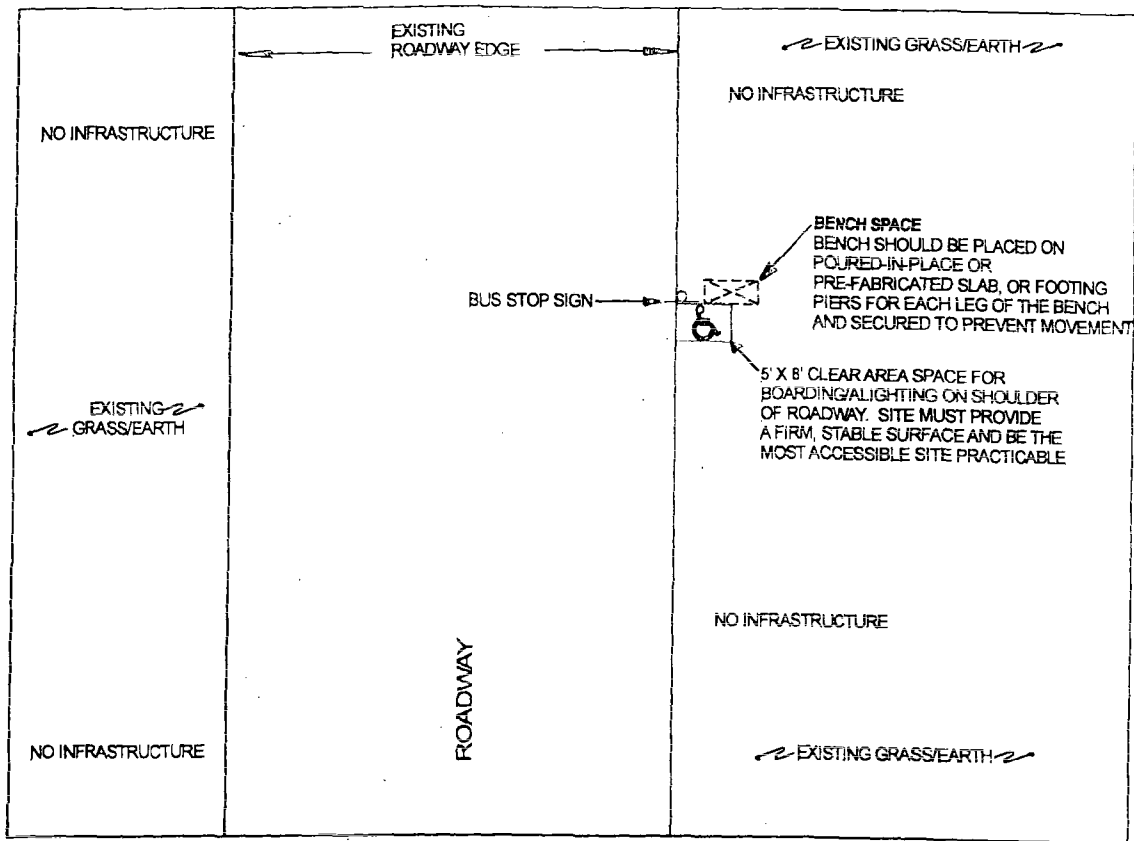 EXISTING
ROADWAY EDGE
EXISTING GRASS/EARTH
NO INFRASTRUCTURE
NO INFRASTRUCTURE
BENCH SPACE
BENCH SHOULD BE PLACED ON
POURED-IN-PLACE OR
PRE-FABRICATED SLAB, OR FOOTING
PIERS FOR EACH LEG OF THE BENCH
AND SECURED TO PREVENT MOVEMENT
BUS STOP SIGN
5' X 8' CLEAR AREA SPACE FOR
BOARDING/ALIGHTING ON SHOULDER
OF ROADWAY. SITE MUST PROVIDE
A FIRM, STABLE SURFACE AND BE THE
MOST ACCESSIBLE SITE PRACTICABLE
EXISTING
GRASS/EARTH
NO INFRASTRUCTURE
ROADWAY
NO INFRASTRUCTURE
EXISTING GRASS/EARTH